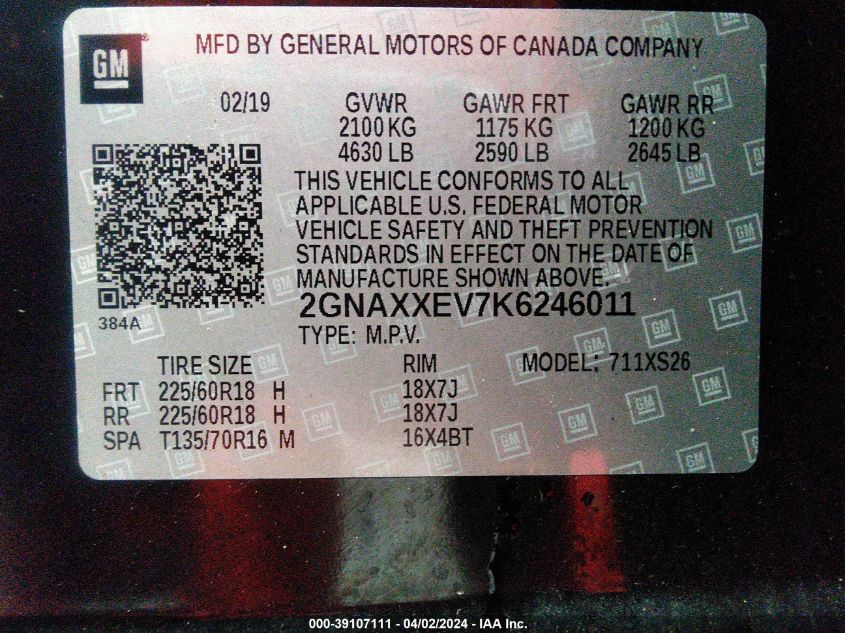 GM
MFD BY GENERAL MOTORS OF CANADA COMPANY
02/19 GVWR GAWR FRT GAWR RR
2100 KG 1175 KG 1200 KG
4630 LB 2590 LB 2645 LB
THIS VEHICLE CONFORMS TO ALL
APPLICABLE U.S. FEDERAL MOTOR
VEHICLE SAFETY AND THEFT PREVENTION
STANDARDS IN EFFECT ON THE DATE OF
MANUFACTURE SHOWN ABOVE.
2GNAXXEV7K6246011
384A
TYPE: M.P.V.
TIRE SIZE RIM MODEL: 711XS26
FRT 225/60R18 H 18X7J
RR 225/60R18 H 18X7J
SPA T135/70R16 M 16X4BT
000-39107111 - 04/02/2024 - IAA Inc.